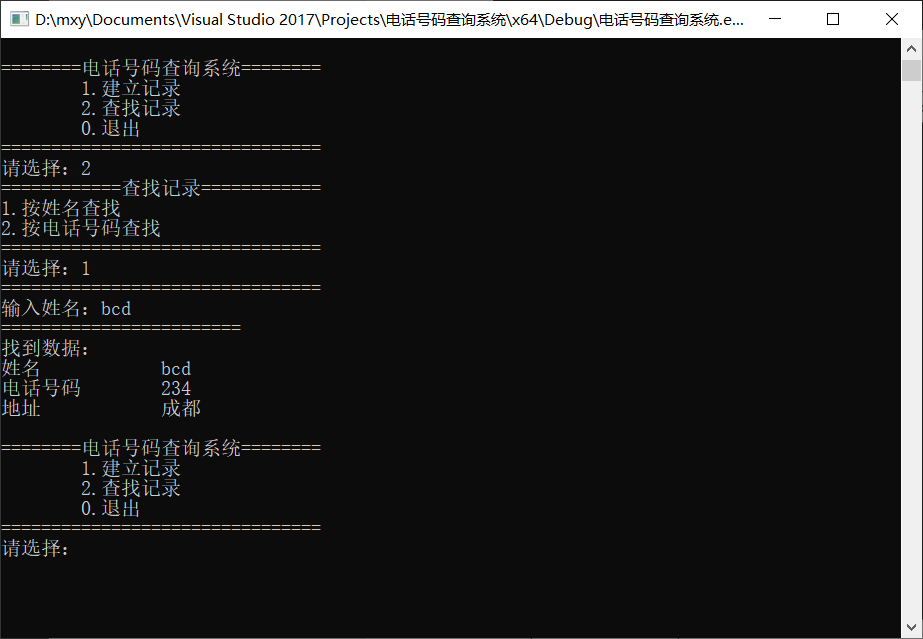 D:\mxy\Documents\Visual Studio 2017\Projects\电话号码查询系统\x64\Debug\电话号码查询系统.e...
========电话号码查询系统========
1.建立记录
2.查找记录
0.退出
================================
请选择：2
============查找记录============
1.按姓名查找
2.按电话号码查找
================================
请选择：1
================================
输入姓名：bcd
========================
找到数据：
姓名 bcd
电话号码 234
地址 成都
========电话号码查询系统========
1.建立记录
2.查找记录
0.退出
================================
请选择：